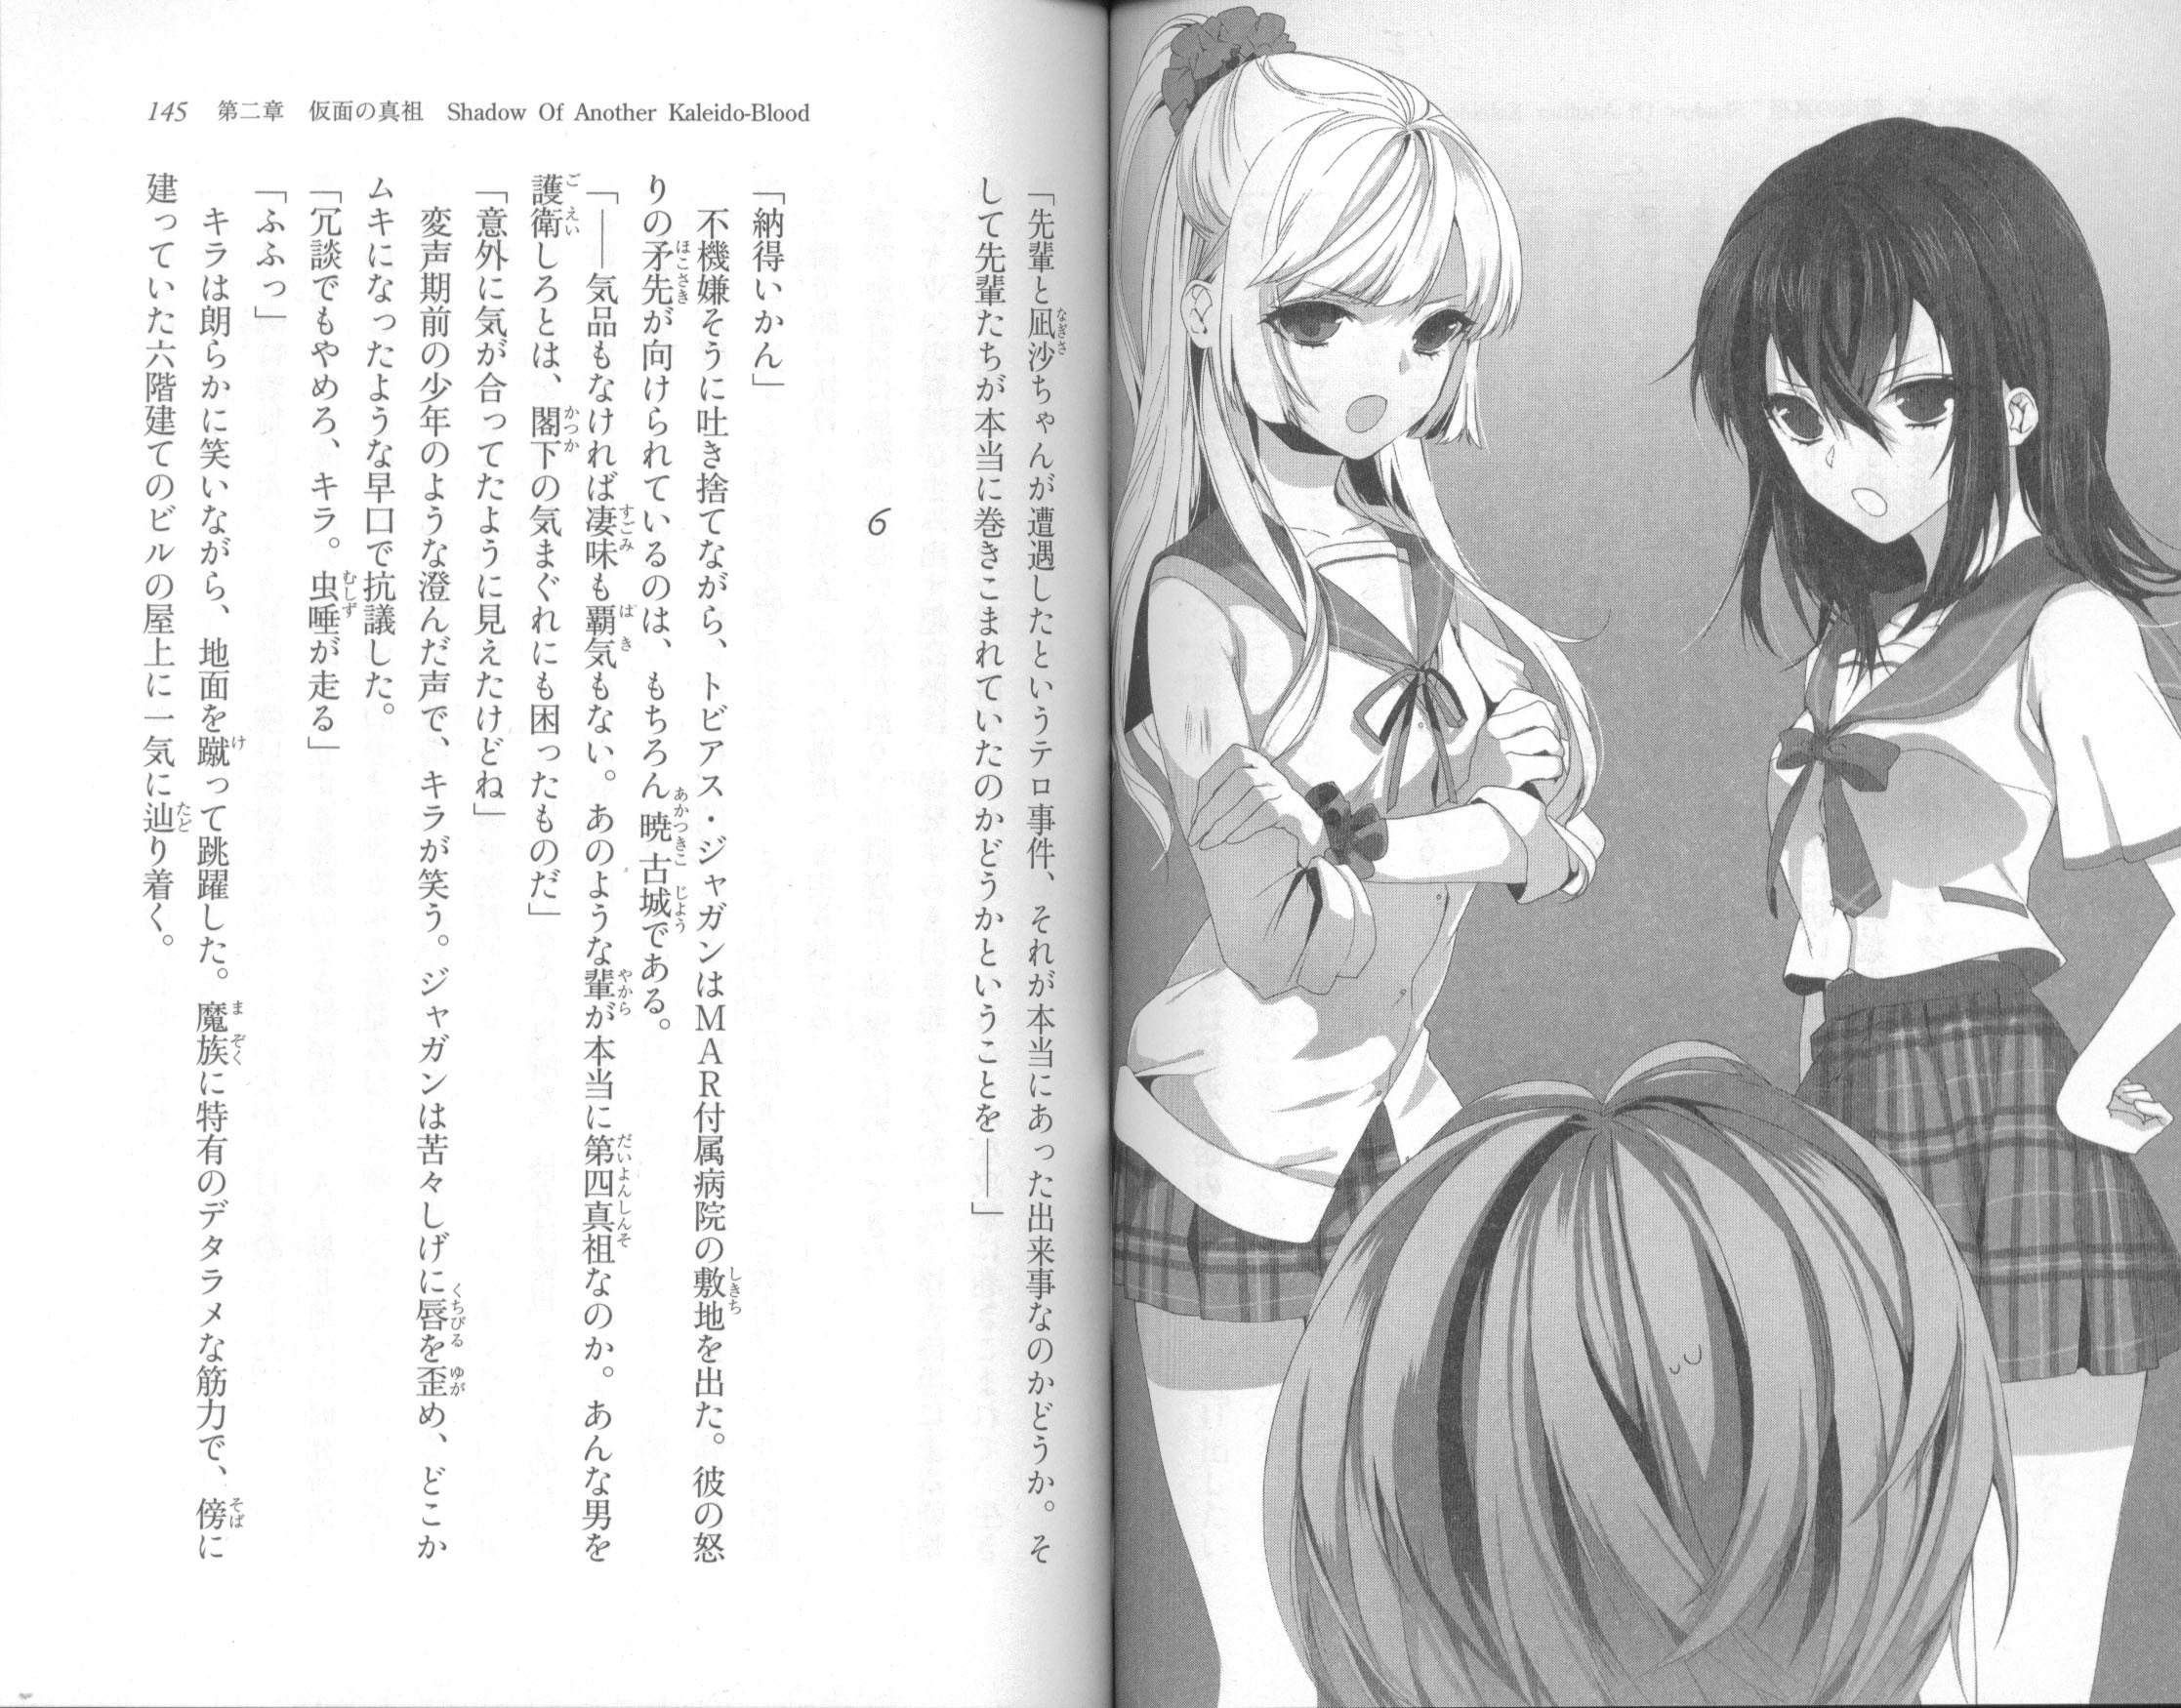 145 第二章 仮面の真祖 Shadow Of Another Kaleido-Blood
「先輩と凪沙ちゃんが遭遇したというテロ事件、それが本当にあった出来事なのかどうか。そ
して先輩たちが本当に巻きこまれていたのかどうかということを――」
6
「納得いかん」
不機嫌そうに吐き捨てながら、トビアス・ジャガンはMAR付属病院の敷地を出た。彼の怒
りの矛先が向けられているのは、もちろん暁古城である。
「――気品もなければ凄味も覇気もない。あのような輩が本当に第四真祖なのか。あんな男を
護衛しろとは、閣下の気まぐれにも困ったものだ」
「意外に気が合ってたように見えたけどね」
変声期前の少年のような澄んだ声で、キラが笑う。ジャガンは苦々しげに唇を歪め、どこか
ムキになったような早口で抗議した。
「冗談でもやめろ、キラ。虫唾が走る」
「ふふっ」
キラは朗らかに笑いながら、地面を蹴って跳躍した。魔族に特有のデタラメな筋力で、傍に
建っていた六階建てのビルの屋上に一気に辿り着く。